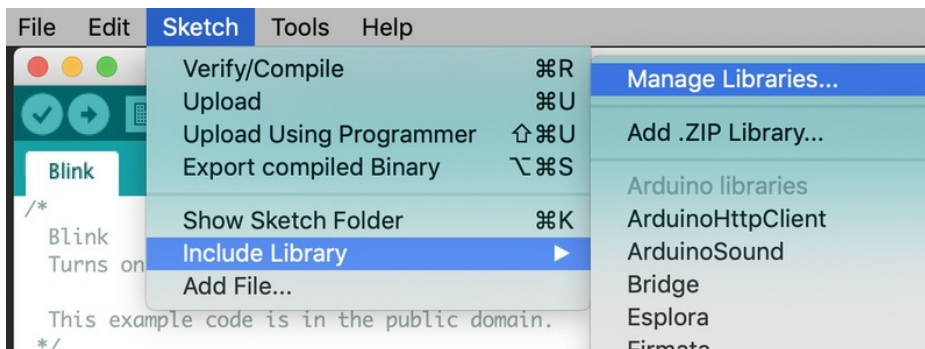 File Edit Sketch Tools Help
Verify/Compile ⌘R
Upload ⌘U
Upload Using Programmer ⇧⌘U
Export compiled Binary ⌥⌘S
Show Sketch Folder ⌘K
Include Library ▶
Add File...
Manage Libraries...
Add .ZIP Library...
Arduino libraries
ArduinoHttpClient
ArduinoSound
Bridge
Esplora
Firmata
Blink
/*
Blink
Turns on
This example code is in the public domain.
*/